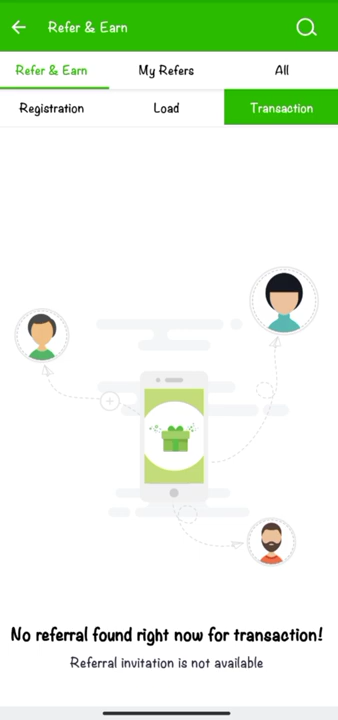 Refer & Earn
Refer & Earn My Refers All
Registration Load Transaction
No referral found right now for transaction!
Referral invitation is not available